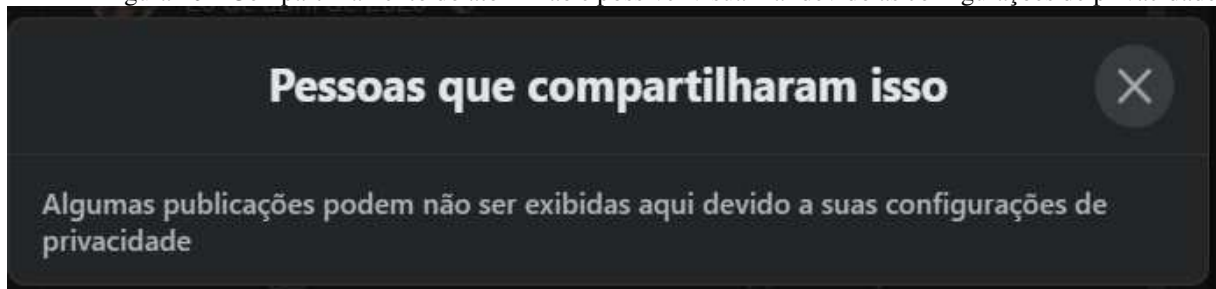 Pessoas que compartilharam isso
Algumas publicações podem não ser exibidas aqui devido a suas configurações de
privacidade